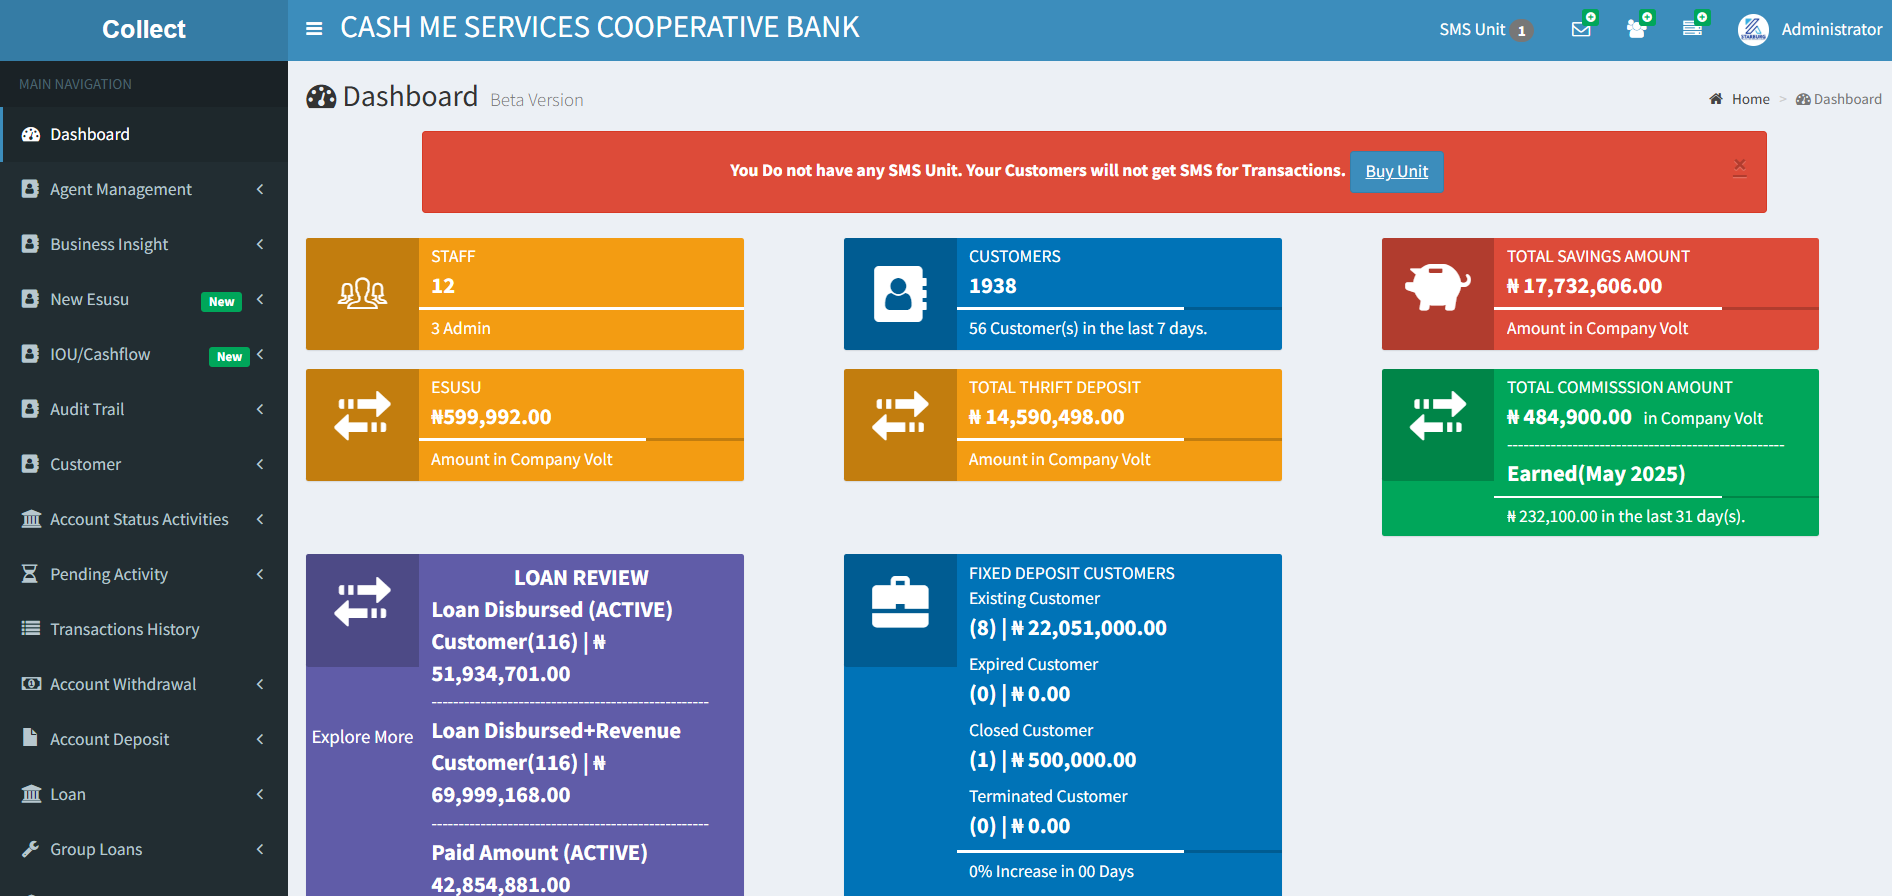 Collect
CASH ME SERVICES COOPERATIVE BANK
SMS Unit 1
STARBURG
Administrator
MAIN NAVIGATION
Dashboard
Agent Management
Business Insight
New Esusu New
IOU/Cashflow New
Audit Trail
Customer
Account Status Activities
Pending Activity
Transactions History
Account Withdrawal
Account Deposit
Loan
Group Loans
Dashboard Beta Version
Home > Dashboard
You Do not have any SMS Unit. Your Customers will not get SMS for Transactions. Buy Unit ×
STAFF
12
3 Admin
CUSTOMERS
1938
56 Customer(s) in the last 7 days.
TOTAL SAVINGS AMOUNT
₦ 17,732,606.00
Amount in Company Volt
ESUSU
₦599,992.00
Amount in Company Volt
TOTAL THRIFT DEPOSIT
₦ 14,590,498.00
Amount in Company Volt
TOTAL COMMISSSION AMOUNT
₦ 484,900.00 in Company Volt
--------------------------------------------------
Earned(May 2025)
₦ 232,100.00 in the last 31 day(s).
Explore More
LOAN REVIEW
Loan Disbursed (ACTIVE)
Customer(116) | ₦
51,934,701.00
--------------------------------------------------
Loan Disbursed+Revenue
Customer(116) | ₦
69,999,168.00
--------------------------------------------------
Paid Amount (ACTIVE)
42,854,881.00
FIXED DEPOSIT CUSTOMERS
Existing Customer
(8) | ₦ 22,051,000.00
Expired Customer
(0) | ₦ 0.00
Closed Customer
(1) | ₦ 500,000.00
Terminated Customer
(0) | ₦ 0.00
0% Increase in 00 Days